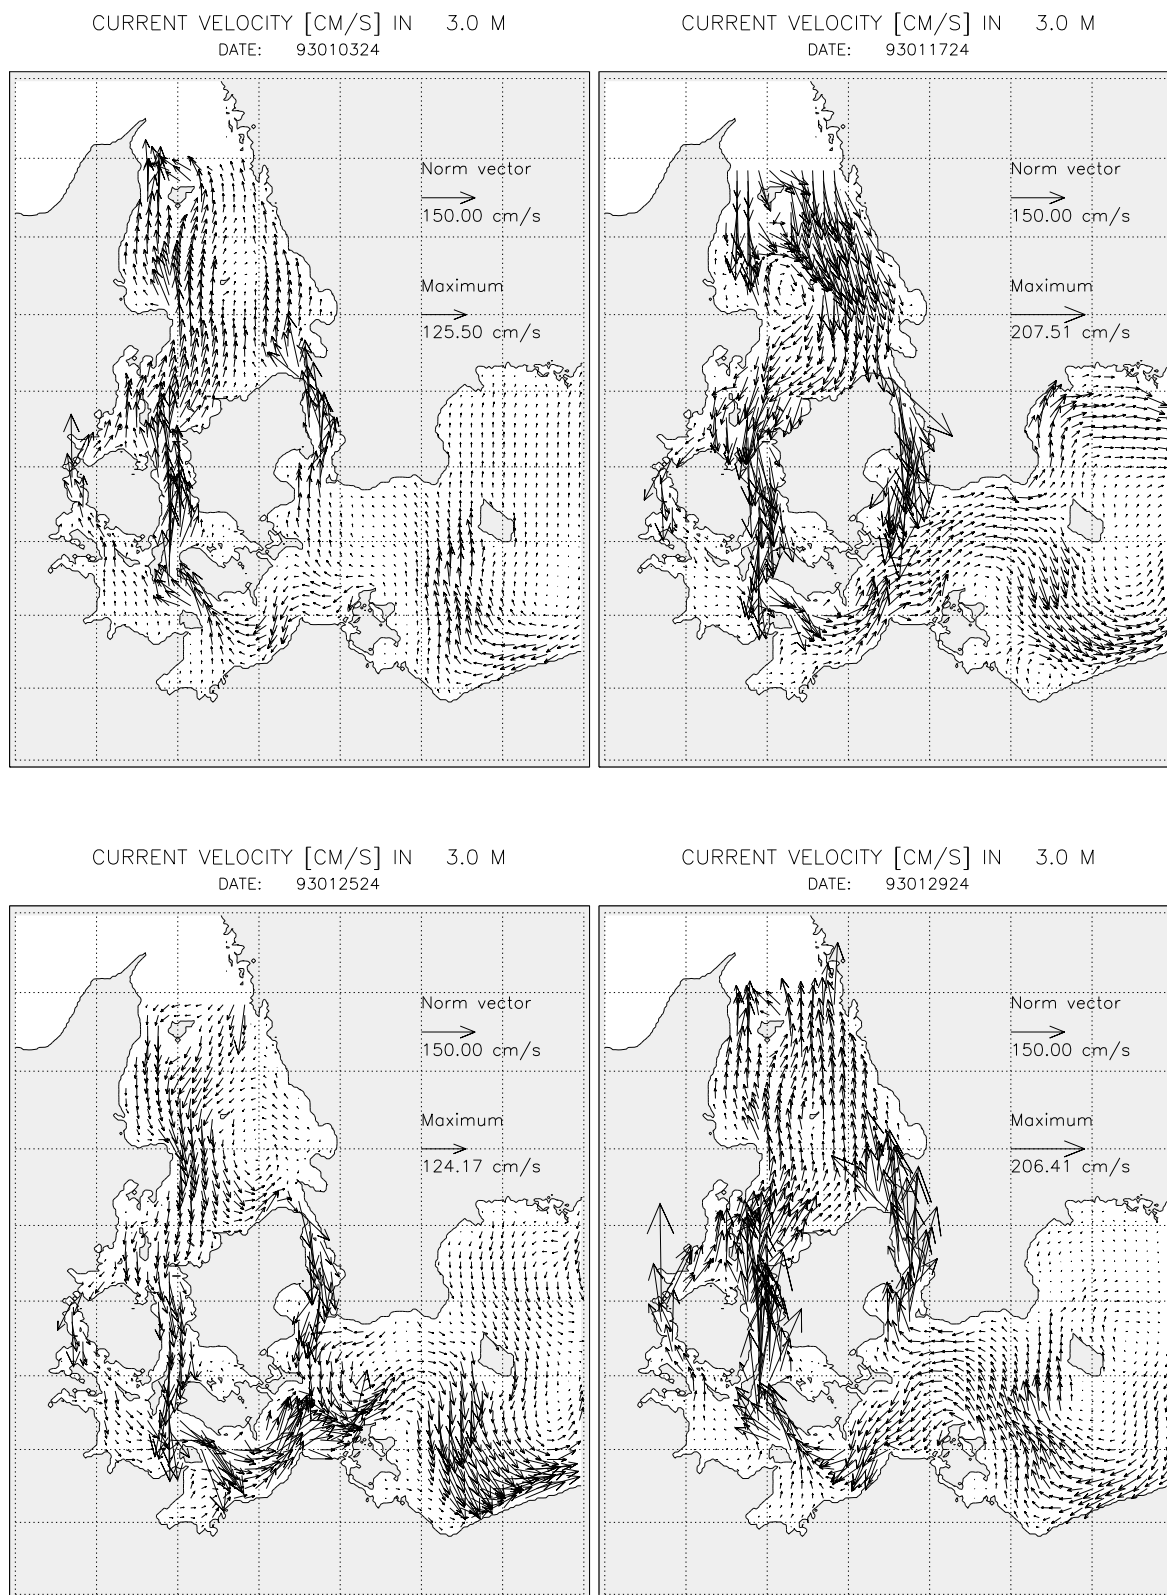 CURRENT VELOCITY [CM/S] IN 3.0 M
DATE: 93010324
Norm vector
150.00 cm/s
Maximum
125.50 cm/s
CURRENT VELOCITY [CM/S] IN 3.0 M
DATE: 93011724
Norm vector
150.00 cm/s
Maximum
207.51 cm/s
CURRENT VELOCITY [CM/S] IN 3.0 M
DATE: 93012524
Norm vector
150.00 cm/s
Maximum
124.17 cm/s
CURRENT VELOCITY [CM/S] IN 3.0 M
DATE: 93012924
Norm vector
150.00 cm/s
Maximum
206.41 cm/s